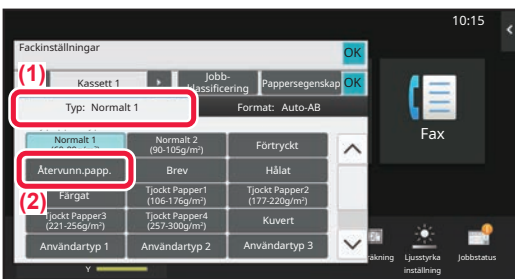 10:15
Fackinställningar
OK
(1)
Kassett 1
Jobb-
klassificering
Pappersegenskap
OK
Typ: Normalt 1
Format: Auto-AB
Normalt 1
Normalt 2
(90-105g/m²)
Förtryckt
Återvunn.papp.
Brev
Hålat
(2)
Färgat
Tjockt Papper1
(106-176g/m²)
Tjockt Papper2
(177-220g/m²)
Tjockt Papper3
(221-256g/m²)
Tjockt Papper4
(257-300g/m²)
Kuvert
Användartyp 1
Användartyp 2
Användartyp 3
Fax
räkning
Ljusstyrka
inställning
Jobbstatus
Y